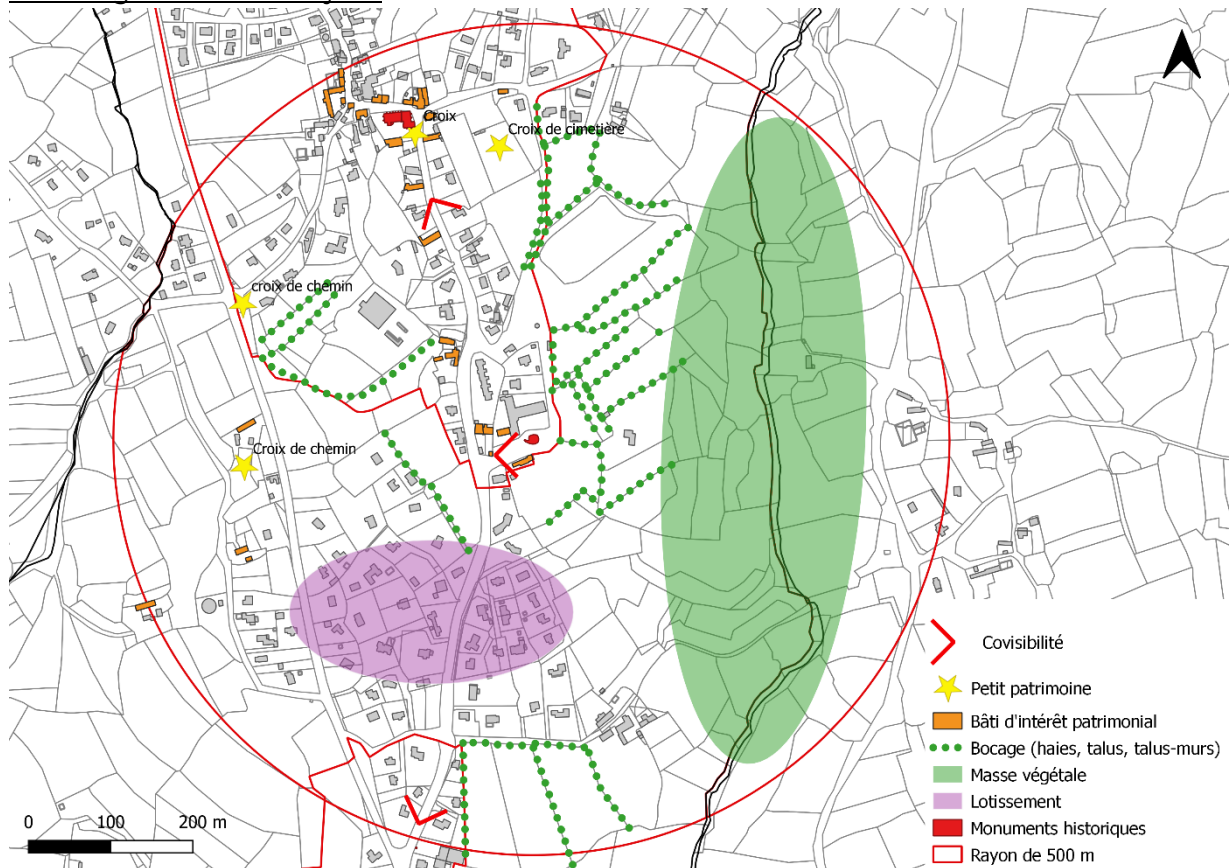 Croix
Croix de cimetière
croix de chemin
Croix de chemin
Covisibilité
Petit patrimoine
Bâti d'intérêt patrimonial
Bocage (haies, talus, talus-murs)
Masse végétale
Lotissement
Monuments historiques
Rayon de 500 m
0 100 200 m